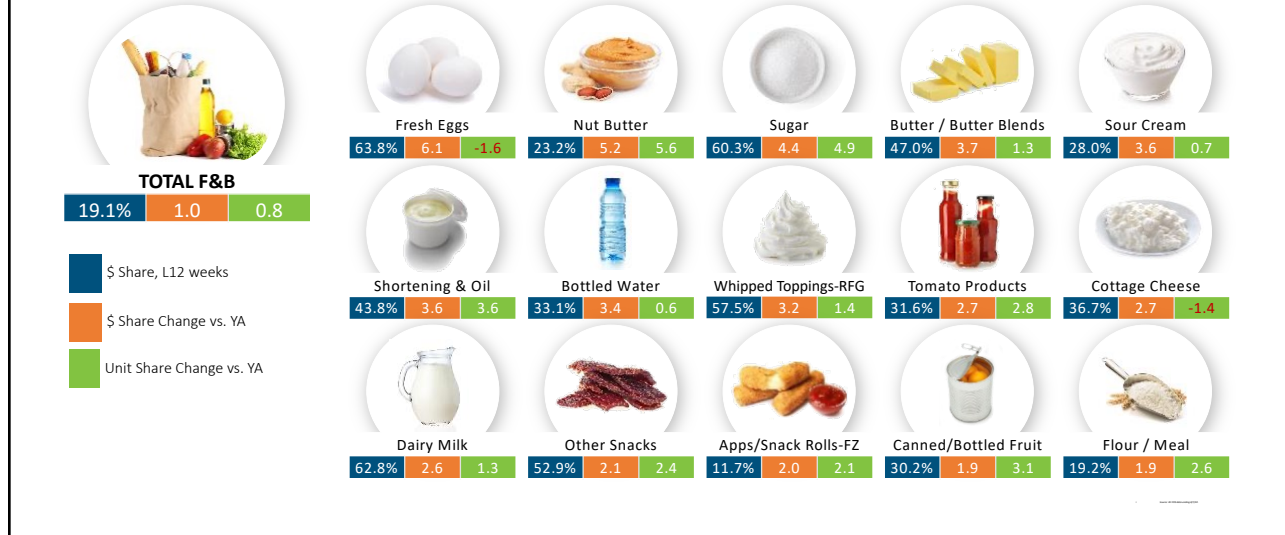 TOTAL F&B
19.1% 1.0 0.8
$ Share, L12 weeks
$ Share Change vs. YA
Unit Share Change vs. YA
Fresh Eggs Nut Butter Sugar Butter / Butter Blends Sour Cream
63.8% 6.1 -1.6 23.2% 5.2 5.6 60.3% 4.4 4.9 47.0% 3.7 1.3 28.0% 3.6 0.7
Shortening & Oil Bottled Water Whipped Toppings-RFG Tomato Products Cottage Cheese
43.8% 3.6 3.6 33.1% 3.4 0.6 57.5% 3.2 1.4 31.6% 2.7 2.8 36.7% 2.7 -1.4
Dairy Milk Other Snacks Apps/Snack Rolls-FZ Canned/Bottled Fruit Flour / Meal
62.8% 2.6 1.3 52.9% 2.1 2.4 11.7% 2.0 2.1 30.2% 1.9 3.1 19.2% 1.9 2.6